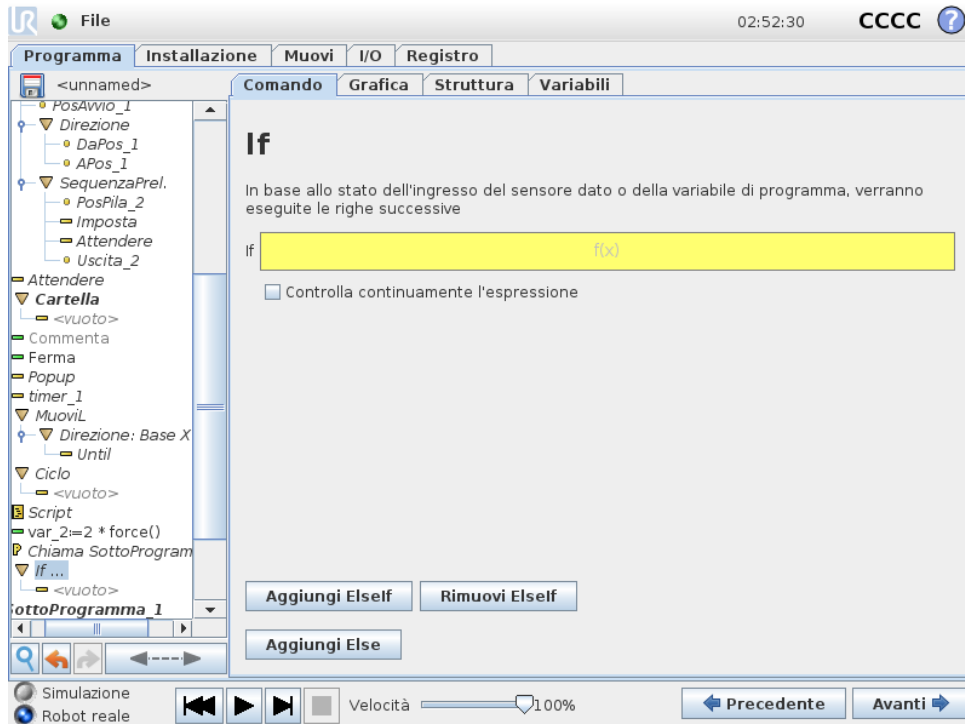 UR File 02:52:30 CCCC ?
Programma Installazione Muovi I/O Registro
<unnamed> Comando Grafica Struttura Variabili
PosAvvio_1
Direzione
DaPos_1
APos_1
SequenzaPrel.
PosPila_2
Imposta
Attendere
Uscita_2
Attendere
Cartella
<vuoto>
Commenta
Ferma
Popup
timer_1
MuoviL
Direzione: Base X
Until
Ciclo
<vuoto>
Script
var_2:=2 * force()
Chiama SottoProgram
If ...
<vuoto>
SottoProgramma_1
If
In base allo stato dell'ingresso del sensore dato o della variabile di programma, verranno
eseguite le righe successive
If f(x)
Controlla continuamente l'espressione
Aggiungi ElseIf Rimuovi ElseIf
Aggiungi Else
Simulazione
Robot reale
Velocità 100% Precedente Avanti